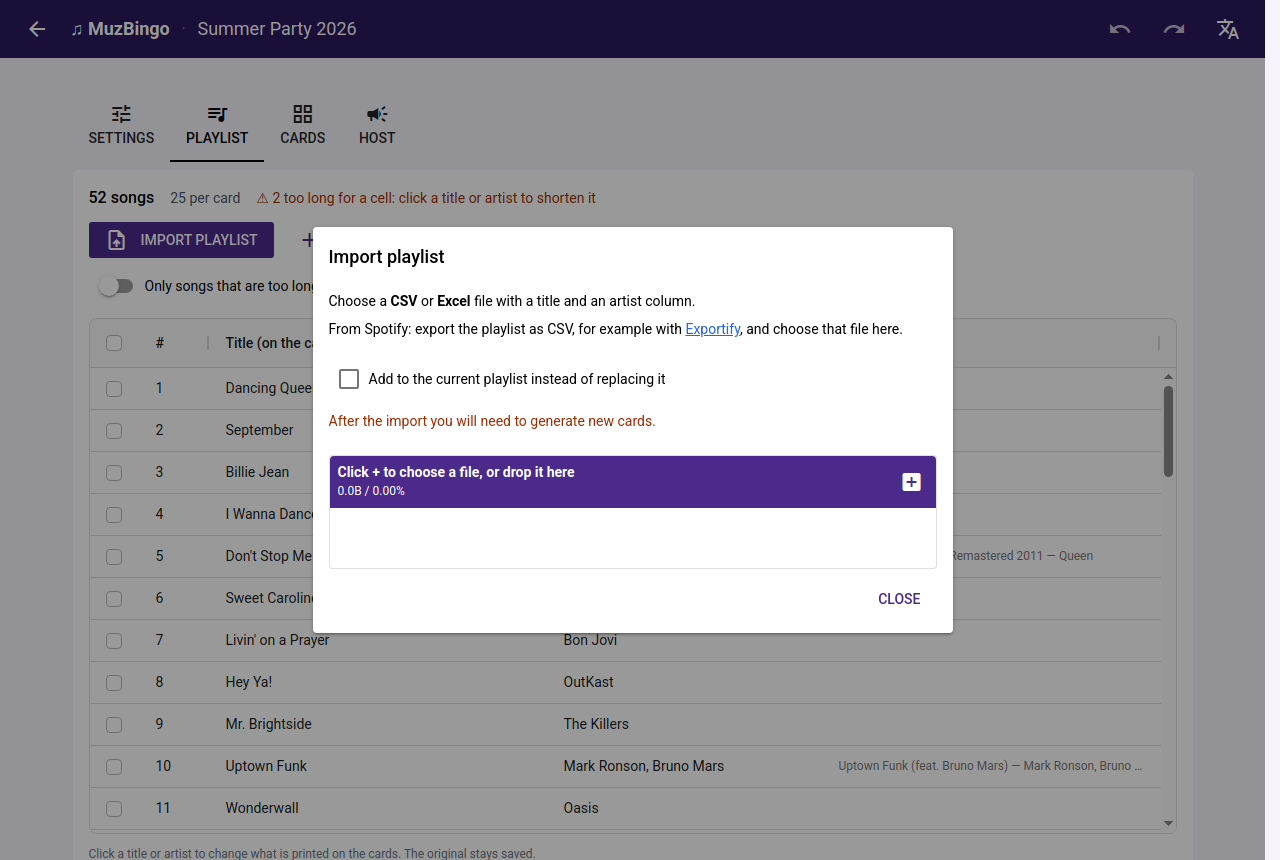 ♫ MuzBingo · Summer Party 2026
SETTINGS PLAYLIST CARDS HOST
52 songs 25 per card ⚠ 2 too long for a cell: click a title or artist to shorten it
IMPORT PLAYLIST +
Only songs that are too long
# Title (on the ca
1 Dancing Quee
2 September
3 Billie Jean
4 I Wanna Danc
5 Don't Stop Me Remastered 2011 — Queen
6 Sweet Caroline
7 Livin' on a Prayer Bon Jovi
8 Hey Ya! OutKast
9 Mr. Brightside The Killers
10 Uptown Funk Mark Ronson, Bruno Mars Uptown Funk (feat. Bruno Mars) — Mark Ronson, Bruno …
11 Wonderwall Oasis
Click a title or artist to change what is printed on the cards. The original stays saved.
Import playlist
Choose a CSV or Excel file with a title and an artist column.
From Spotify: export the playlist as CSV, for example with Exportify, and choose that file here.
Add to the current playlist instead of replacing it
After the import you will need to generate new cards.
Click + to choose a file, or drop it here
0.0B / 0.00%
CLOSE